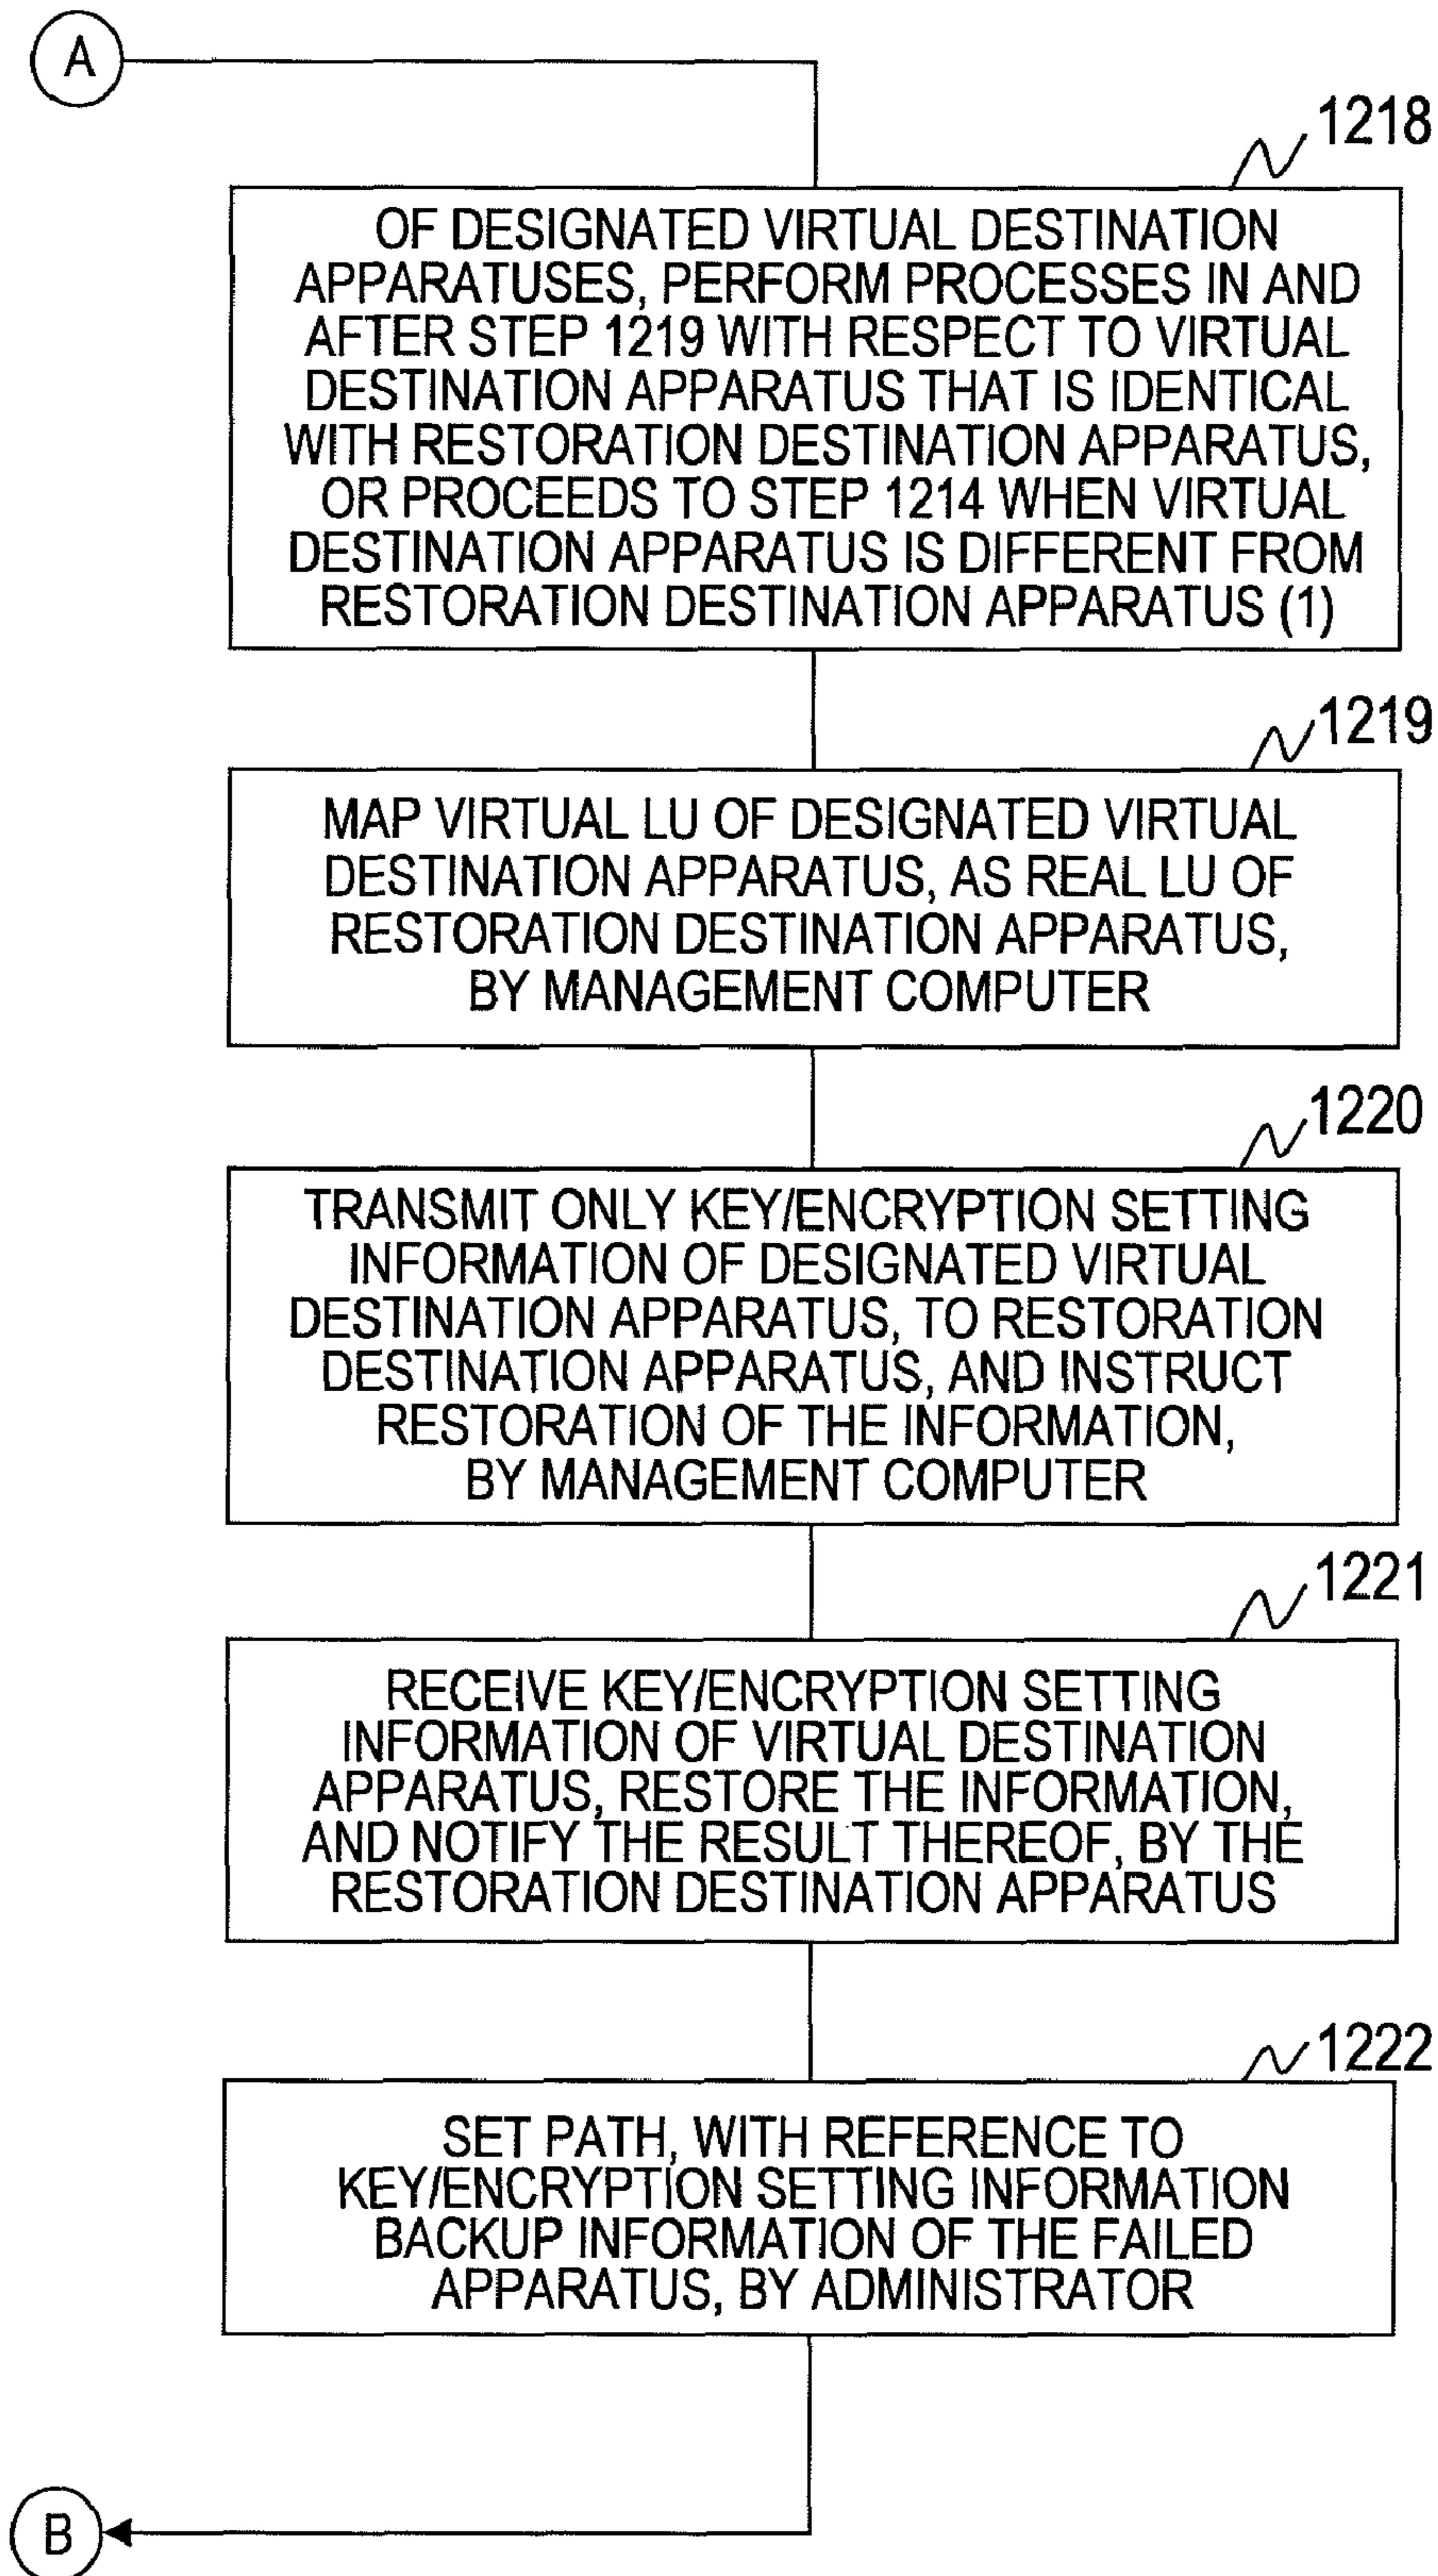 A
1218
OF DESIGNATED VIRTUAL DESTINATION
APPARATUSES, PERFORM PROCESSES IN AND
AFTER STEP 1219 WITH RESPECT TO VIRTUAL
DESTINATION APPARATUS THAT IS IDENTICAL
WITH RESTORATION DESTINATION APPARATUS,
OR PROCEEDS TO STEP 1214 WHEN VIRTUAL
DESTINATION APPARATUS IS DIFFERENT FROM
RESTORATION DESTINATION APPARATUS (1)
1219
MAP VIRTUAL LU OF DESIGNATED VIRTUAL
DESTINATION APPARATUS, AS REAL LU OF
RESTORATION DESTINATION APPARATUS,
BY MANAGEMENT COMPUTER
1220
TRANSMIT ONLY KEY/ENCRYPTION SETTING
INFORMATION OF DESIGNATED VIRTUAL
DESTINATION APPARATUS, TO RESTORATION
DESTINATION APPARATUS, AND INSTRUCT
RESTORATION OF THE INFORMATION,
BY MANAGEMENT COMPUTER
1221
RECEIVE KEY/ENCRYPTION SETTING
INFORMATION OF VIRTUAL DESTINATION
APPARATUS, RESTORE THE INFORMATION,
AND NOTIFY THE RESULT THEREOF, BY THE
RESTORATION DESTINATION APPARATUS
1222
SET PATH, WITH REFERENCE TO
KEY/ENCRYPTION SETTING INFORMATION
BACKUP INFORMATION OF THE FAILED
APPARATUS, BY ADMINISTRATOR
B